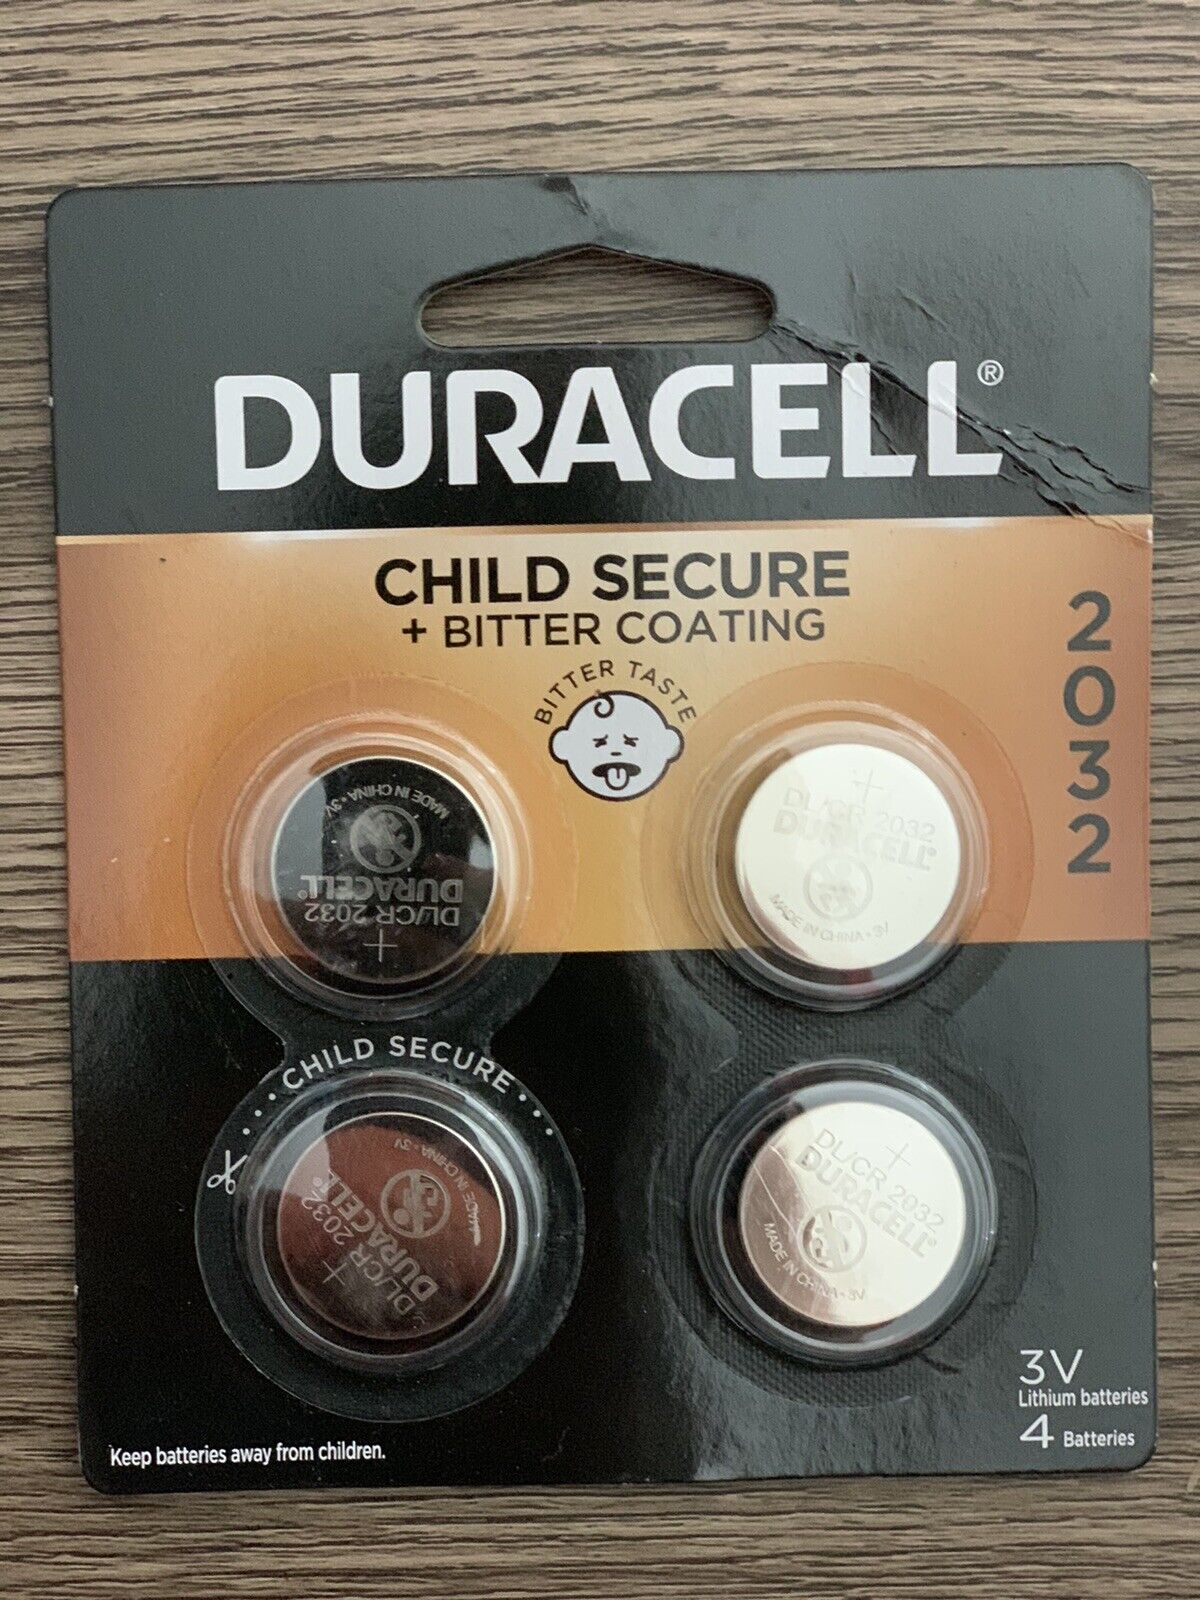 DURACELL®
CHILD SECURE
+ BITTER COATING
BITTER TASTE
2032
MADE IN CHINA • 3V
DURACELL®
DL/CR 2032
+
+
DL/CR 2032
DURACELL®
MADE IN CHINA • 3V
CHILD SECURE
MADE IN CHINA • 3V
DURACELL®
DL/CR 2032
+
+
DL/CR 2032
DURACELL®
MADE IN CHINA • 3V
3V
Lithium batteries
4 Batteries
Keep batteries away from children.